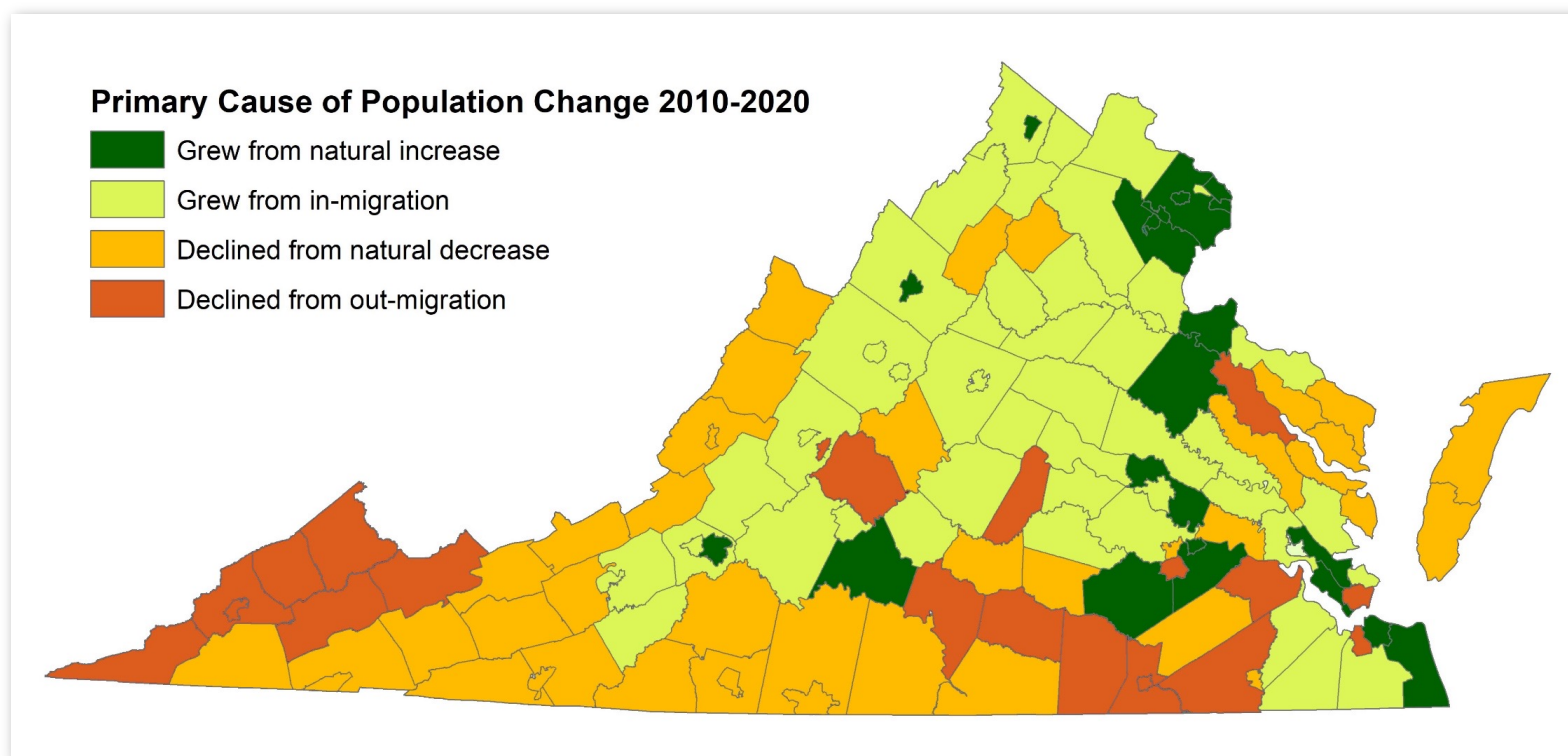 Primary Cause of Population Change 2010-2020
Grew from natural increase
Grew from in-migration
Declined from natural decrease
Declined from out-migration